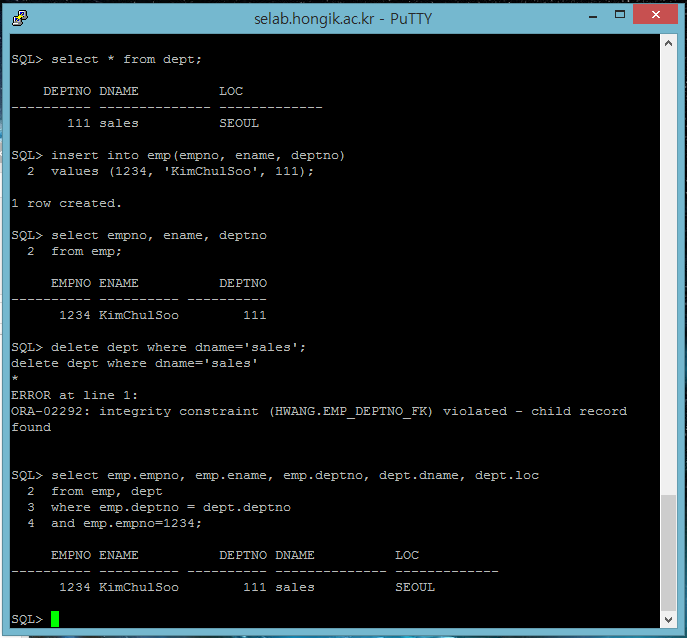 selab.hongik.ac.kr - PuTTY
SQL> select * from dept;
    DEPTNO DNAME          LOC
---------- -------------- -------------
       111 sales          SEOUL
SQL> insert into emp(empno, ename, deptno)
  2  values (1234, 'KimChulSoo', 111);
1 row created.
SQL> select empno, ename, deptno
  2  from emp;
     EMPNO ENAME          DEPTNO
---------- ---------- ----------
      1234 KimChulSoo        111
SQL> delete dept where dname='sales';
delete dept where dname='sales'
*
ERROR at line 1:
ORA-02292: integrity constraint (HWANG.EMP_DEPTNO_FK) violated - child record
found
SQL> select emp.empno, emp.ename, emp.deptno, dept.dname, dept.loc
  2  from emp, dept
  3  where emp.deptno = dept.deptno
  4  and emp.empno=1234;
     EMPNO ENAME          DEPTNO DNAME          LOC
---------- ---------- ---------- -------------- -------------
      1234 KimChulSoo        111 sales          SEOUL
SQL>